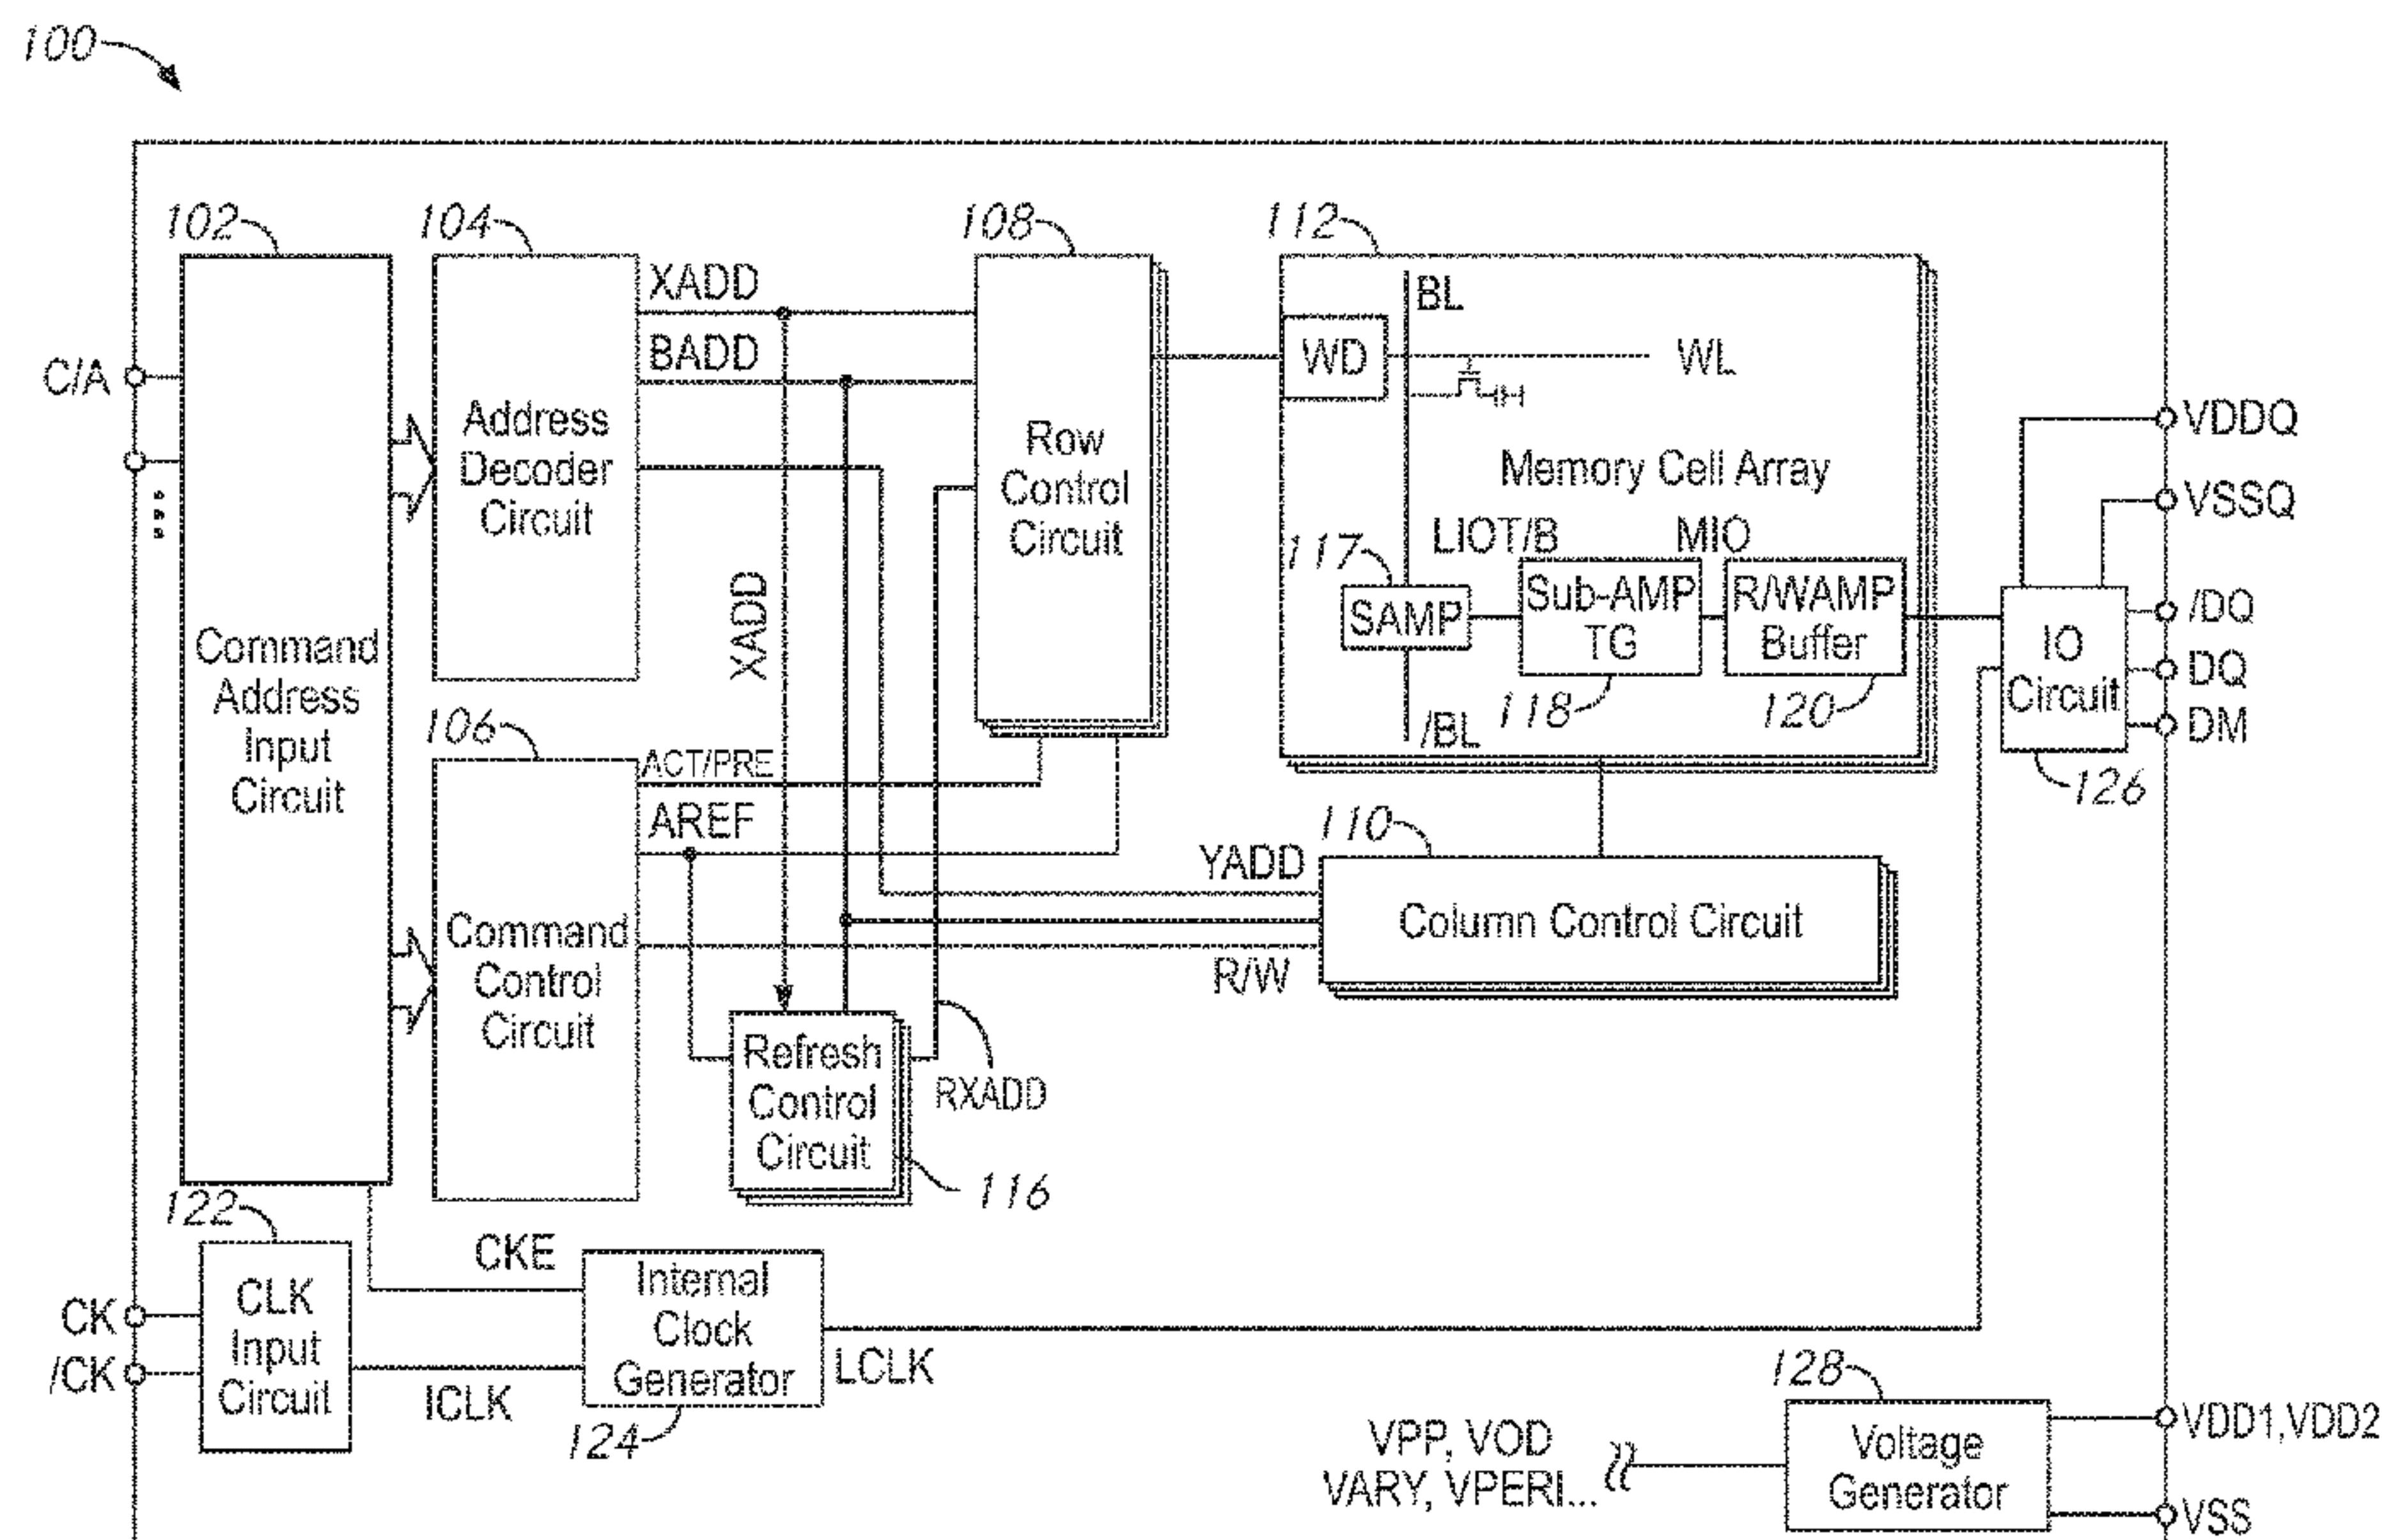 100
102
104
108
112
XADD
BADD
BL
WD
WL
C/A
Address
Decoder
Circuit
Row
Control
Circuit
Memory Cell Array
VDDQ
VSSQ
/DQ
DQ
DM
117
LIOT/B
MIO
SAMP
Sub-AMP
TG
R/WAMP
Buffer
118
120
/BL
IO
Circuit
126
XADD
Command
Address
Input
Circuit
106
ACT/PRE
AREF
Command
Control
Circuit
YADD
R/W
110
Column Control Circuit
Refresh
Control
Circuit
RXADD
116
122
CKE
CK
/CK
CLK
Input
Circuit
ICLK
Internal
Clock
Generator
LCLK
124
128
VPP, VOD
VARY, VPERI...
Voltage
Generator
VDD1,VDD2
VSS